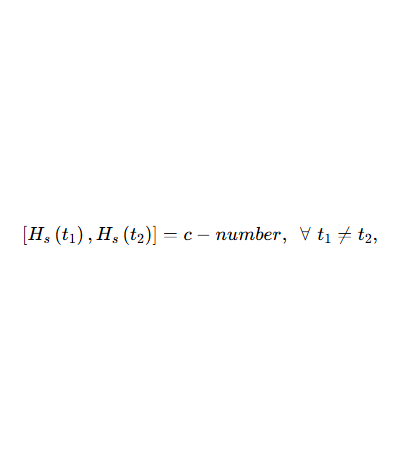 [H_s (t_1) , H_s (t_2)] = c − number, ∀ t_1 ≠ t_2,